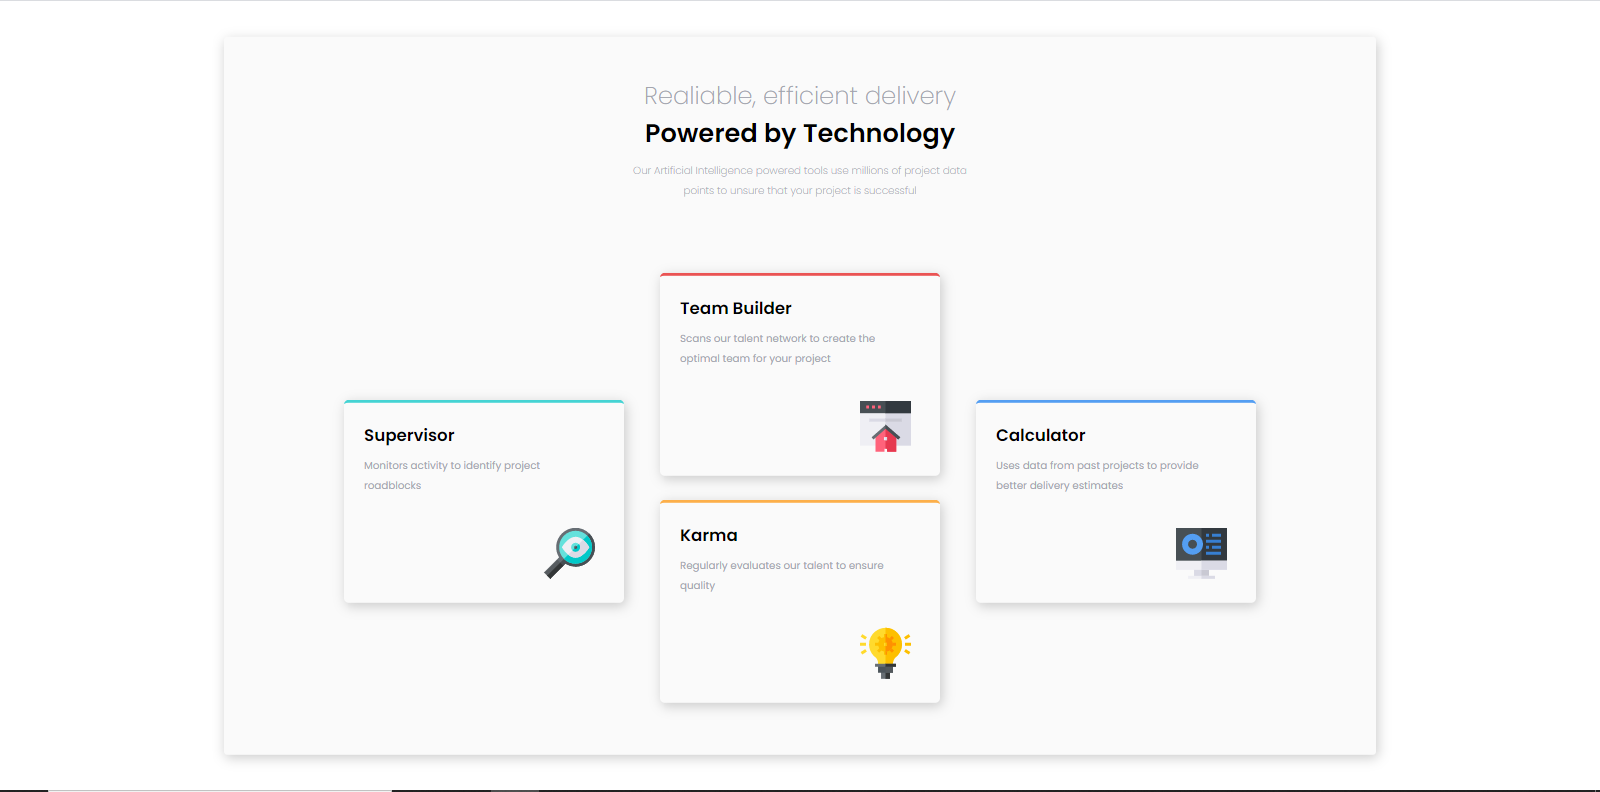 Realiable, efficient delivery
Powered by Technology
Our Artificial Intelligence powered tools use millions of project data
points to unsure that your project is successful
Team Builder
Scans our talent network to create the
optimal team for your project
Supervisor
Monitors activity to identify project
roadblocks
Calculator
Uses data from past projects to provide
better delivery estimates
Karma
Regularly evaluates our talent to ensure
quality